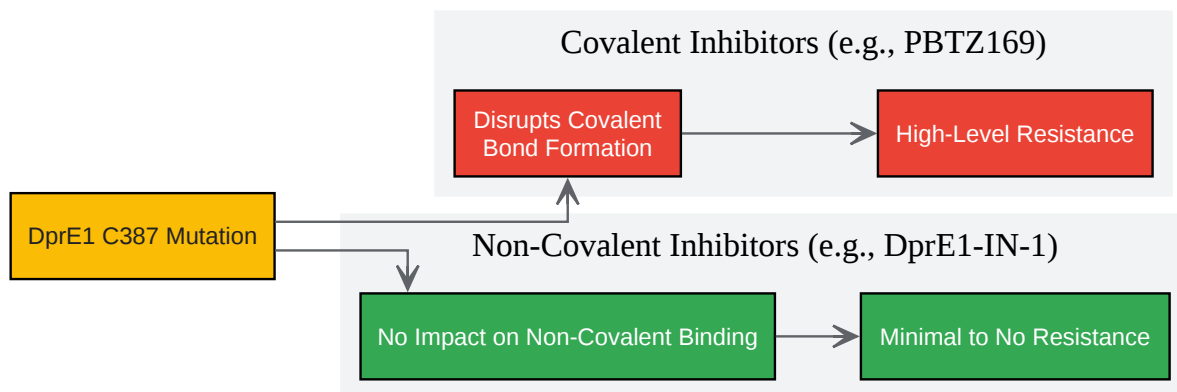 Covalent Inhibitors (e.g., PBTZ169)
Disrupts Covalent
Bond Formation
High-Level Resistance
DprE1 C387 Mutation
Non-Covalent Inhibitors (e.g., DprE1-IN-1)
No Impact on Non-Covalent Binding
Minimal to No Resistance